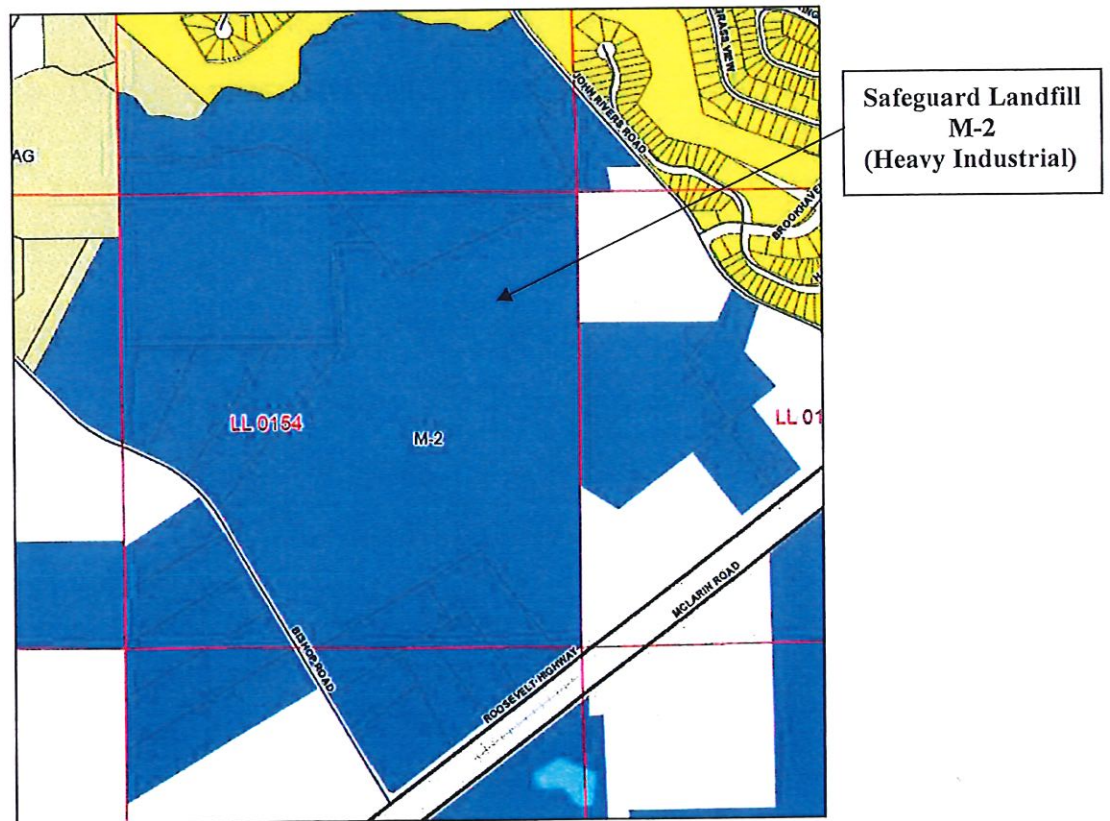 GRASS VIEW
JOHN RIVERS ROAD
AG
BROOKHAVEN
Safeguard Landfill
M-2
(Heavy Industrial)
LL 0154
M-2
LL 01
MCLARIN ROAD
BISHOP ROAD
ROOSEVELT HIGHWAY